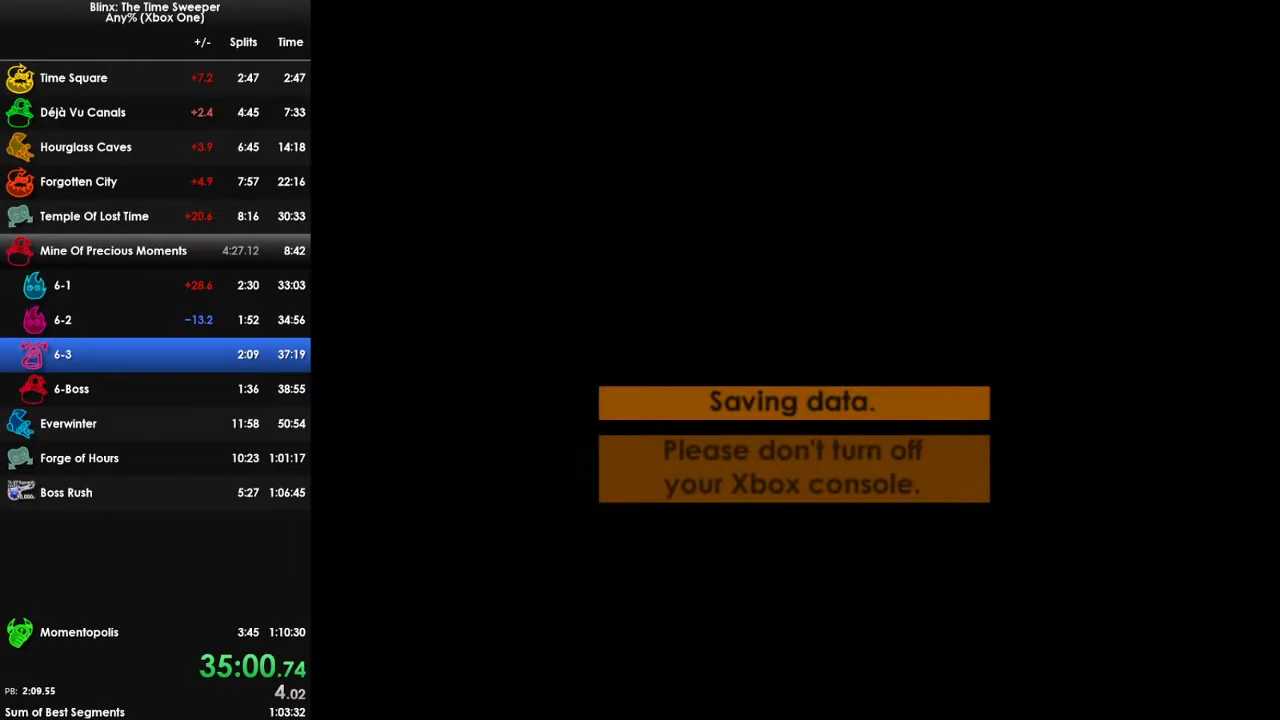 Blinx: The Time Sweeper
Any% (Xbox One)
+/- Splits Time
Time Square +7.2 2:47 2:47
Déjà Vu Canals +2.4 4:45 7:33
Hourglass Caves +3.9 6:45 14:18
Forgotten City +4.9 7:57 22:16
Temple Of Lost Time +20.6 8:16 30:33
Mine Of Precious Moments 4:27.12 8:42
6-1 +28.6 2:30 33:03
6-2 −13.2 1:52 34:56
6-3 2:09 37:19
6-Boss 1:36 38:55
Everwinter 11:58 50:54
Forge of Hours 10:23 1:01:17
Boss Rush 5:27 1:06:45
Momentopolis 3:45 1:10:30
35:00.74
PB: 2:09.55 4.02
Sum of Best Segments 1:03:32
Saving data.
Please don't turn off
your Xbox console.